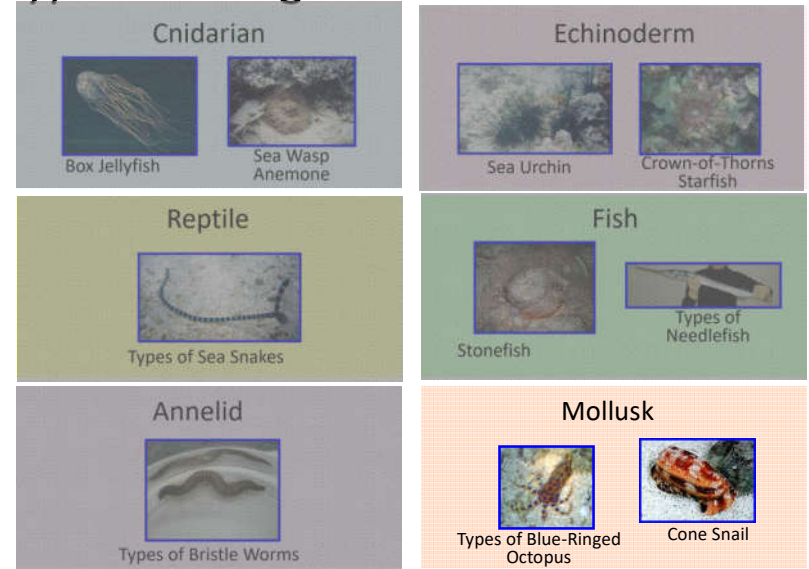 Cnidarian
Box Jellyfish
Sea Wasp
Anemone
Echinoderm
Sea Urchin
Crown-of-Thorns
Starfish
Reptile
Types of Sea Snakes
Fish
Stonefish
Types of
Needlefish
Annelid
Types of Bristle Worms
Mollusk
Types of Blue-Ringed
Octopus
Cone Snail